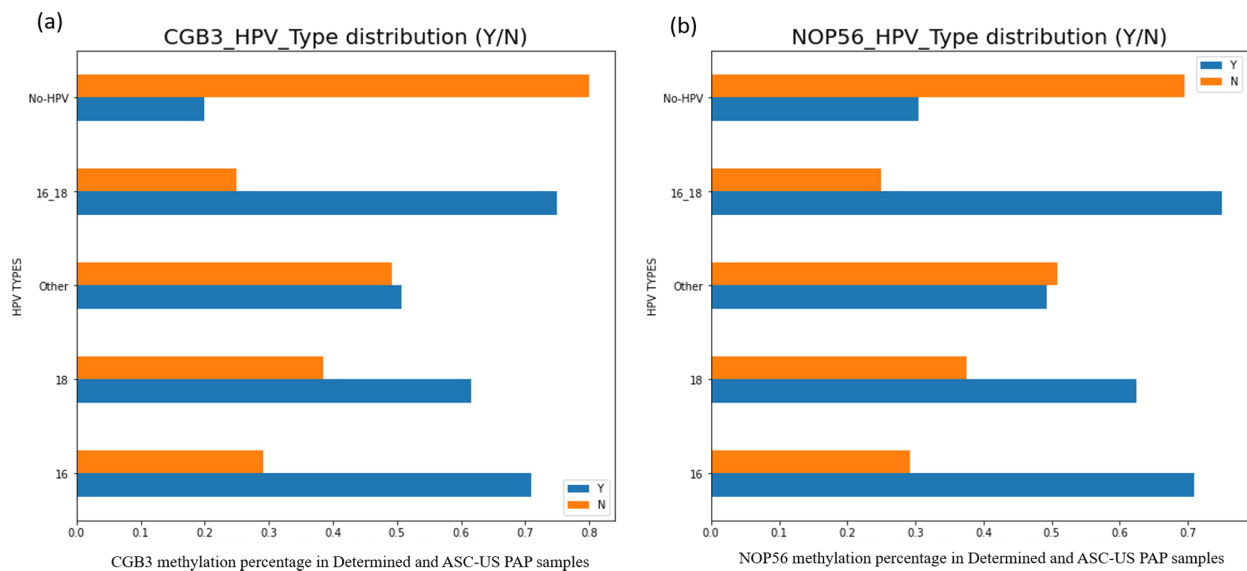 (a)
CGB3_HPV_Type distribution (Y/N)
No-HPV
16_18
Other
18
16
HPV TYPES
Y
N
0.0 0.1 0.2 0.3 0.4 0.5 0.6 0.7 0.8
CGB3 methylation percentage in Determined and ASC-US PAP samples
(b)
NOP56_HPV_Type distribution (Y/N)
Y
N
No-HPV
16_18
Other
18
16
HPV TYPES
0.0 0.1 0.2 0.3 0.4 0.5 0.6 0.7
NOP56 methylation percentage in Determined and ASC-US PAP samples